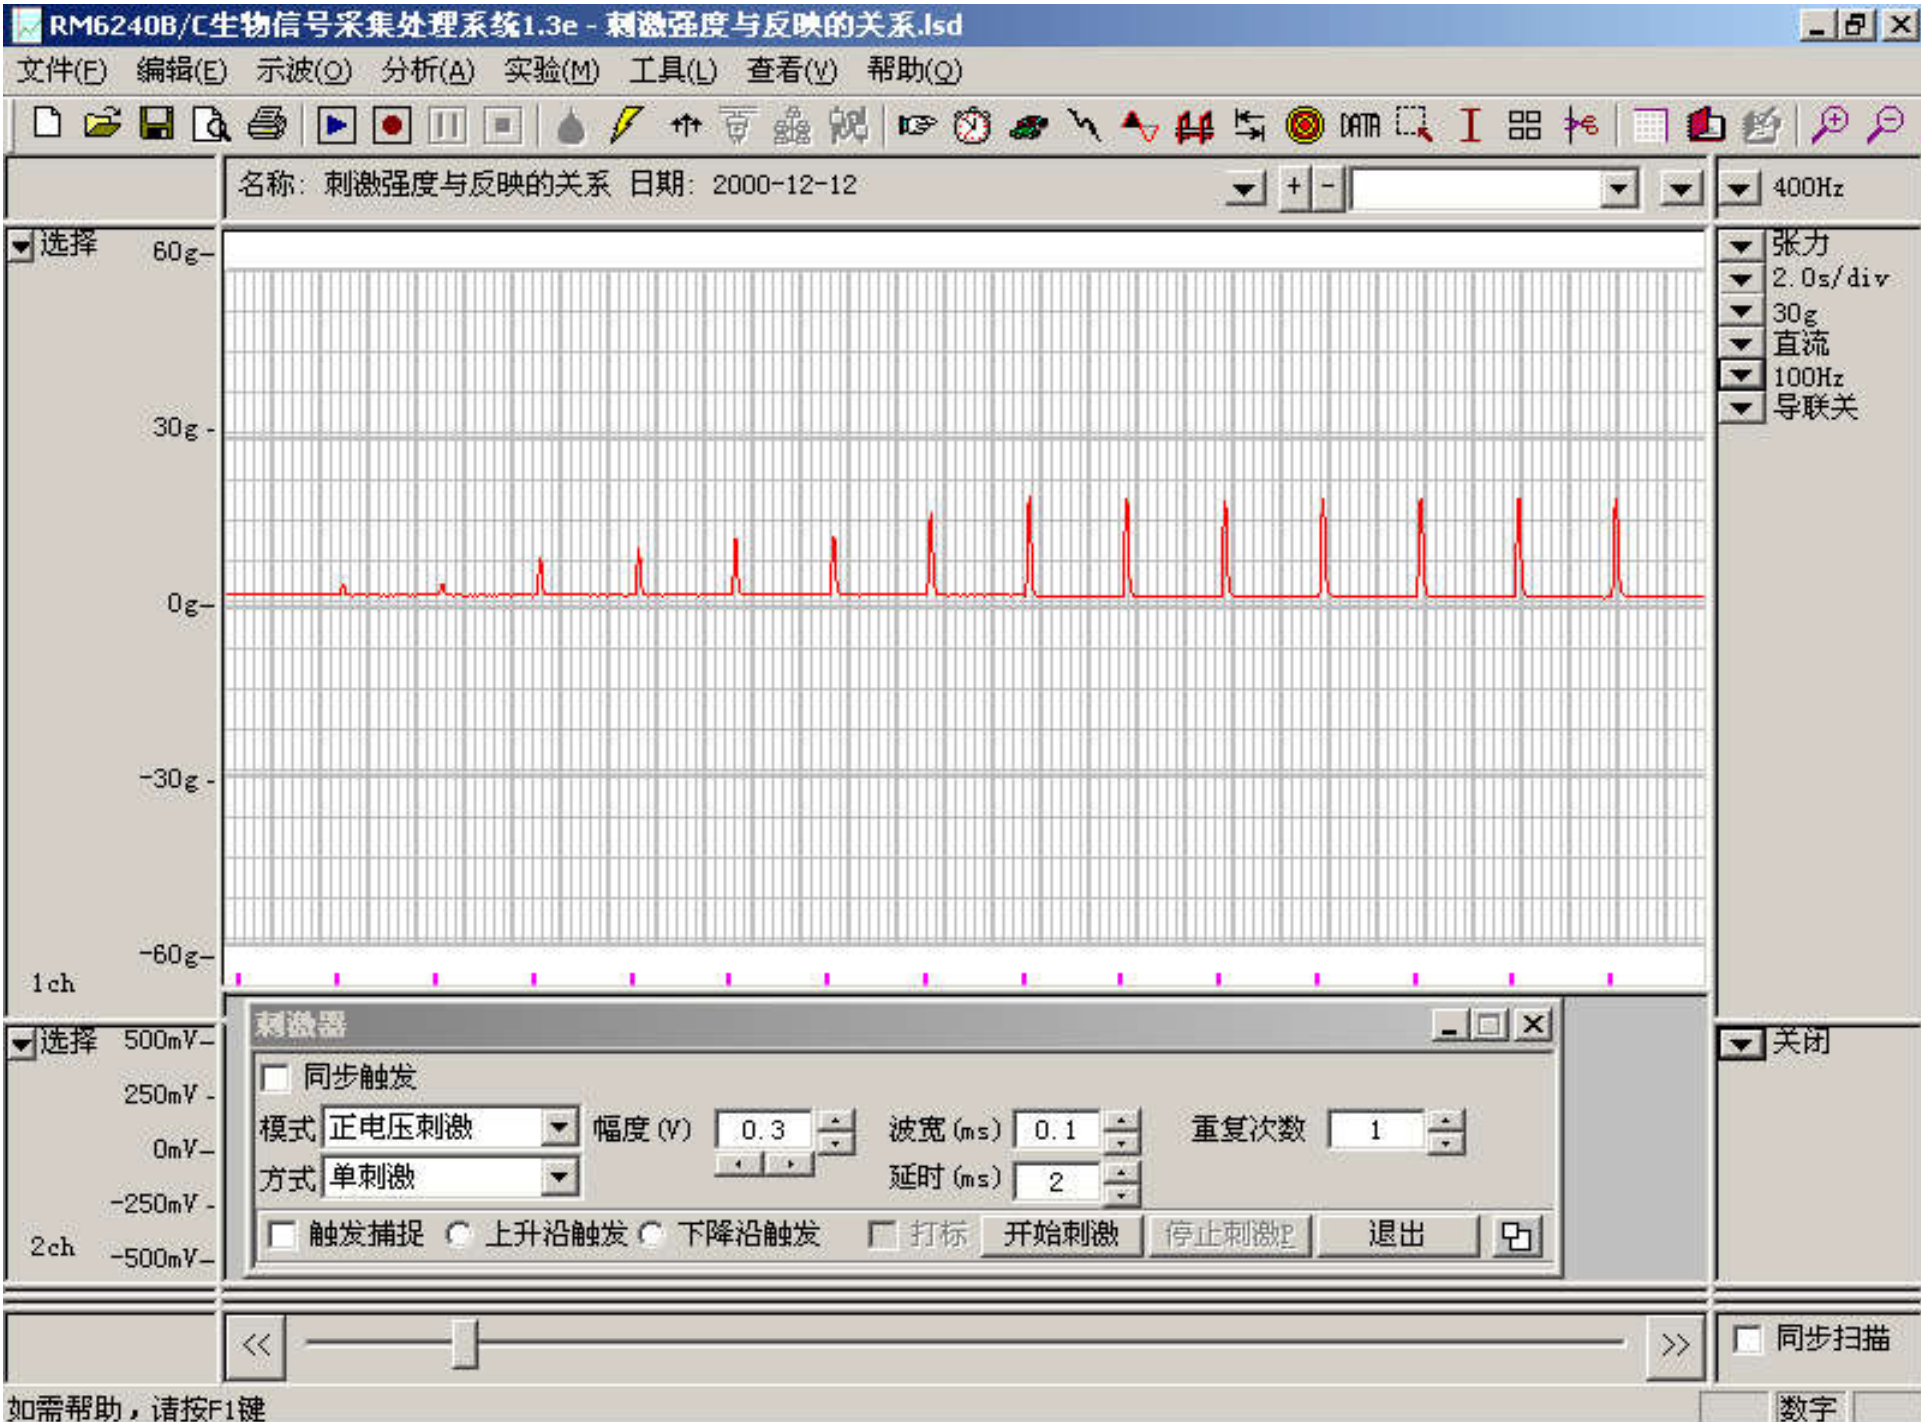 RM6240B/C生物信号采集处理系统1.3e - 刺激强度与反映的关系.lsd
文件(F) 编辑(E) 示波(O) 分析(A) 实验(M) 工具(L) 查看(V) 帮助(Q)
DATA
名称: 刺激强度与反映的关系 日期: 2000-12-12
+ -
400Hz
选择
60g
30g
0g
-30g
-60g
1ch
张力
2.0s/div
30g
直流
100Hz
导联关
选择
500mV
250mV
0mV
-250mV
-500mV
2ch
关闭
刺激器
同步触发
模式 正电压刺激 幅度(V) 0.3 波宽(ms) 0.1 重复次数 1
方式 单刺激 延时(ms) 2
触发捕捉 上升沿触发 下降沿触发 打标 开始刺激 停止刺激P 退出
<< >>
同步扫描
如需帮助，请按F1键
数字